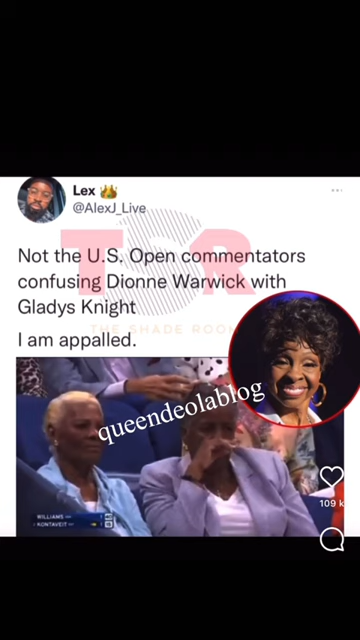 Lex 👑
@AlexJ_Live
Not the U.S. Open commentators
confusing Dionne Warwick with
Gladys Knight
I am appalled.
TSR
THE SHADE ROOM
queendeolablog
WILLIAMS
KONTAVEIT
109 k